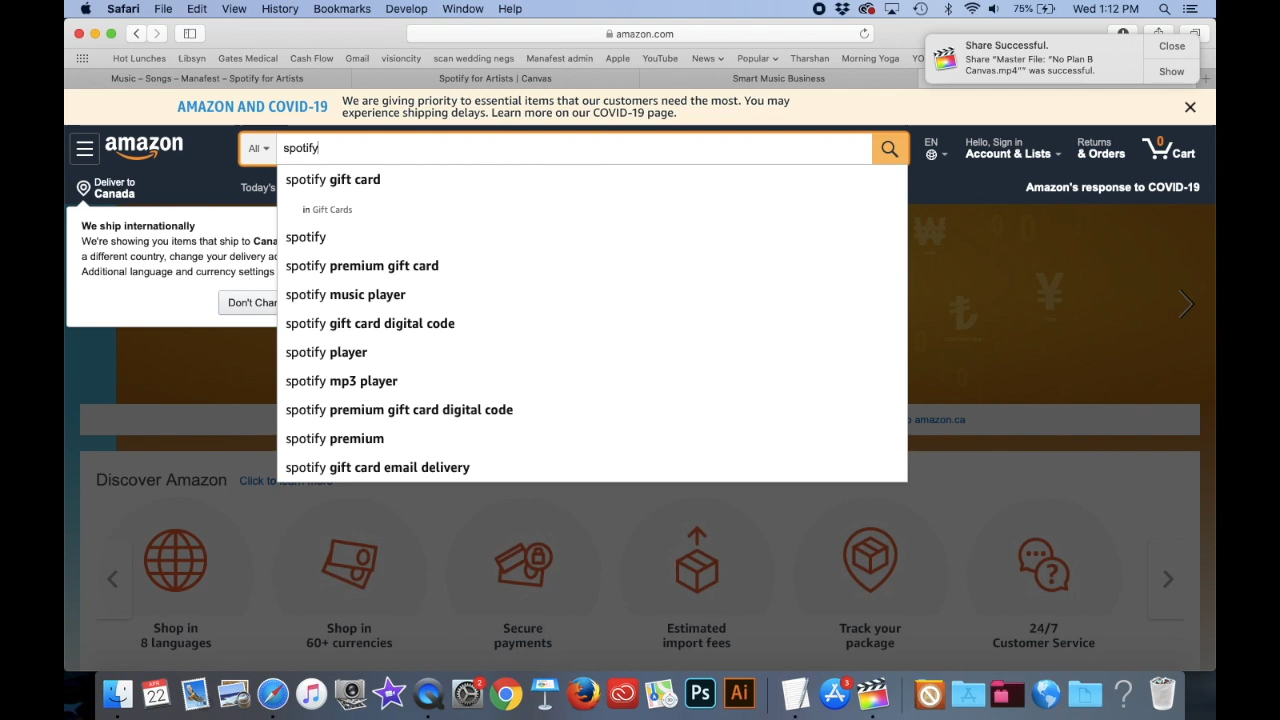 Safari File Edit View History Bookmarks Develop Window Help 75% Wed 1:12 PM
amazon.com
Hot Lunches Libsyn Gates Medical Cash Flow Gmail visioncity scan wedding negs Manafest admin Apple YouTube News Popular Tharshan Morning Yoga YO
Music – Songs – Manafest – Spotify for Artists Spotify for Artists | Canvas Smart Music Business
Share Successful.
Share “Master File: “No Plan B
Canvas.mp4”” was successful.
Close
Show
AMAZON AND COVID-19
We are giving priority to essential items that our customers need the most. You may
experience shipping delays. Learn more on our COVID-19 page.
amazon
All
spotify
EN
Hello, Sign in
Account & Lists
Returns
& Orders
0
Cart
Deliver to
Canada
Today's
Amazon's response to COVID-19
We ship internationally
We're showing you items that ship to
a different country, change your delivery
Additional language and currency settings
Don't
spotify gift card
in Gift Cards
spotify
spotify premium gift card
spotify music player
spotify gift card digital code
spotify player
spotify mp3 player
spotify premium gift card digital code
spotify premium
spotify gift card email delivery
amazon.ca
Discover Amazon Click to learn more
Shop in
8 languages
Shop in
60+ currencies
Secure
payments
Estimated
import fees
Track your
package
24/7
Customer Service
APR
22
2
Ps
Ai
3